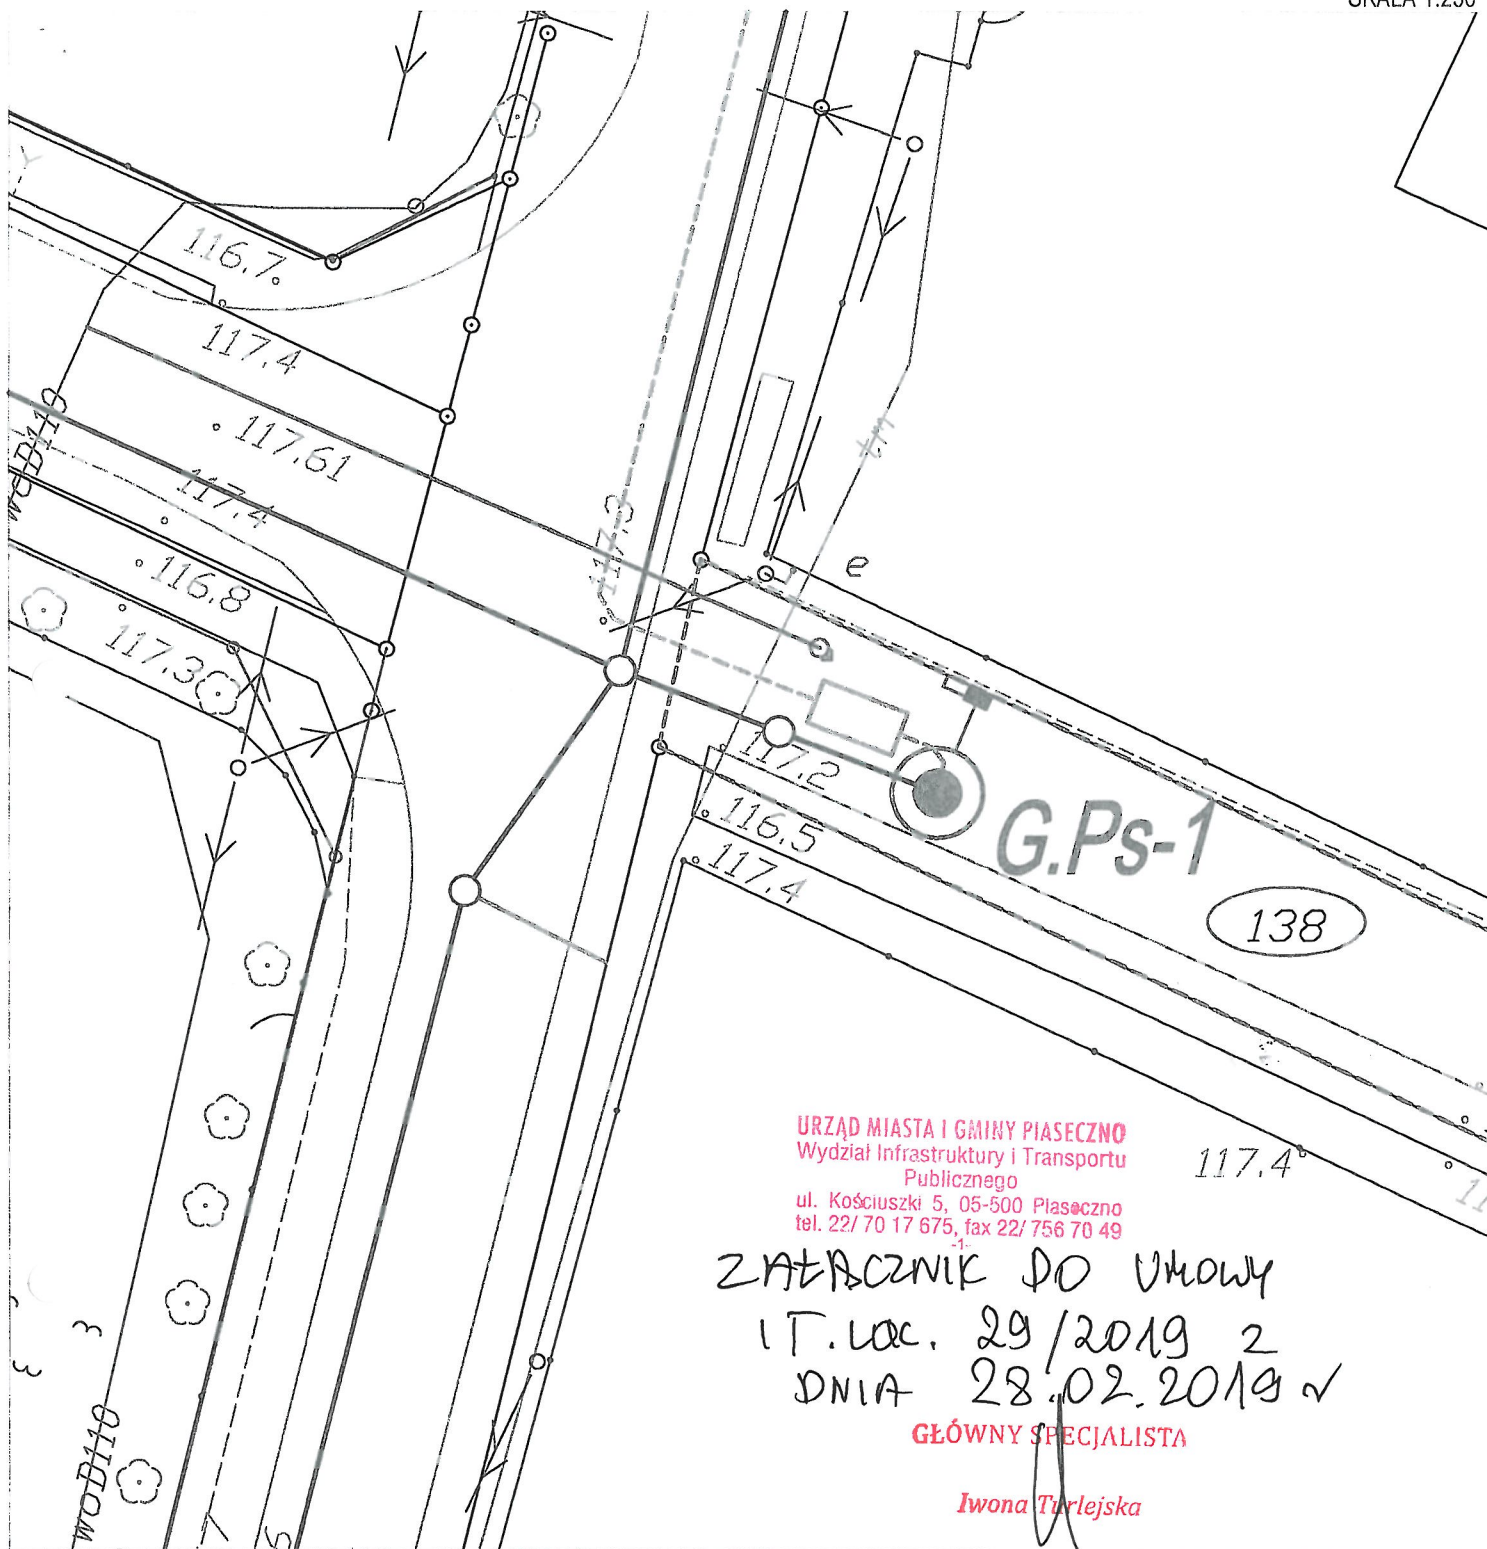 SKALA 1:250
116.7
117.4
117.61
117.4
woD110
116.8
117.3
117.3
e
117.2
116.5
117.4
G.Ps-1
138
117.4
URZĄD MIASTA I GMINY PIASECZNO
Wydział Infrastruktury i Transportu
Publicznego
ul. Kościuszki 5, 05-500 Piaseczno
tel. 22/ 70 17 675, fax 22/ 756 70 49
-1-
ZAŁĄCZNIK DO UMOWY
IT.LOC. 29/2019 Z
DNIA 28.02.2019 r
GŁÓWNY SPECJALISTA
Iwona Turlejska
woD110